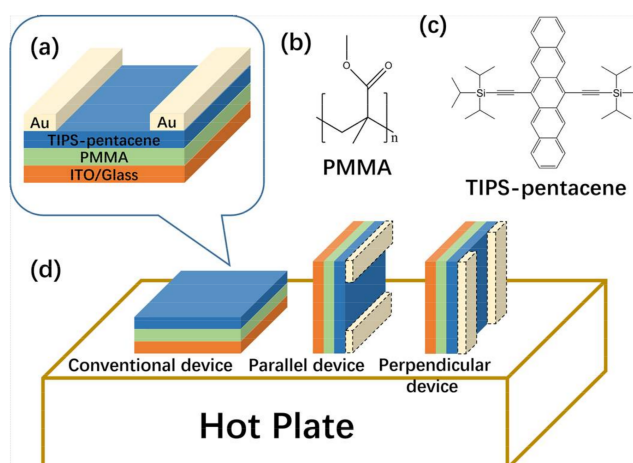 (a)
Au
Au
TIPS-pentacene
PMMA
ITO/Glass
(b)
O
O
n
PMMA
(c)
Si
Si
TIPS-pentacene
(d)
Conventional device
Parallel device
Perpendicular
device
Hot Plate